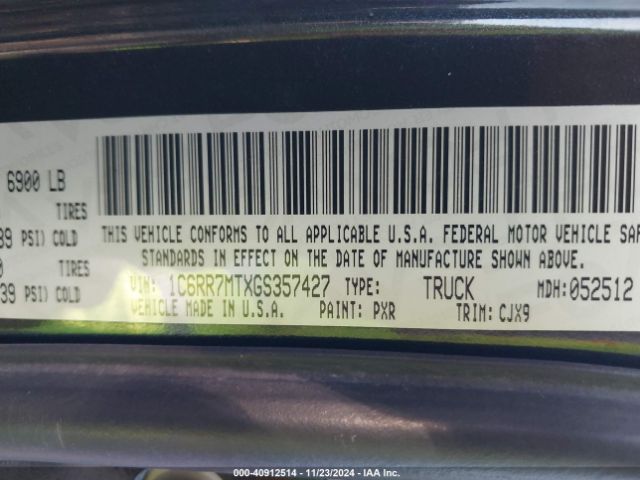 6900 LB
TIRES
39 PSI) COLD
TIRES
39 PSI) COLD
THIS VEHICLE CONFORMS TO ALL APPLICABLE U.S.A. FEDERAL MOTOR VEHICLE SAF
STANDARDS IN EFFECT ON THE DATE OF MANUFACTURE SHOWN ABOVE.
VIN: 1C6RR7MTXGS357427 TYPE: TRUCK MDH:052512
VEHICLE MADE IN U.S.A. PAINT: PXR TRIM: CJX9
000-40912514 - 11/23/2024 - IAA Inc.